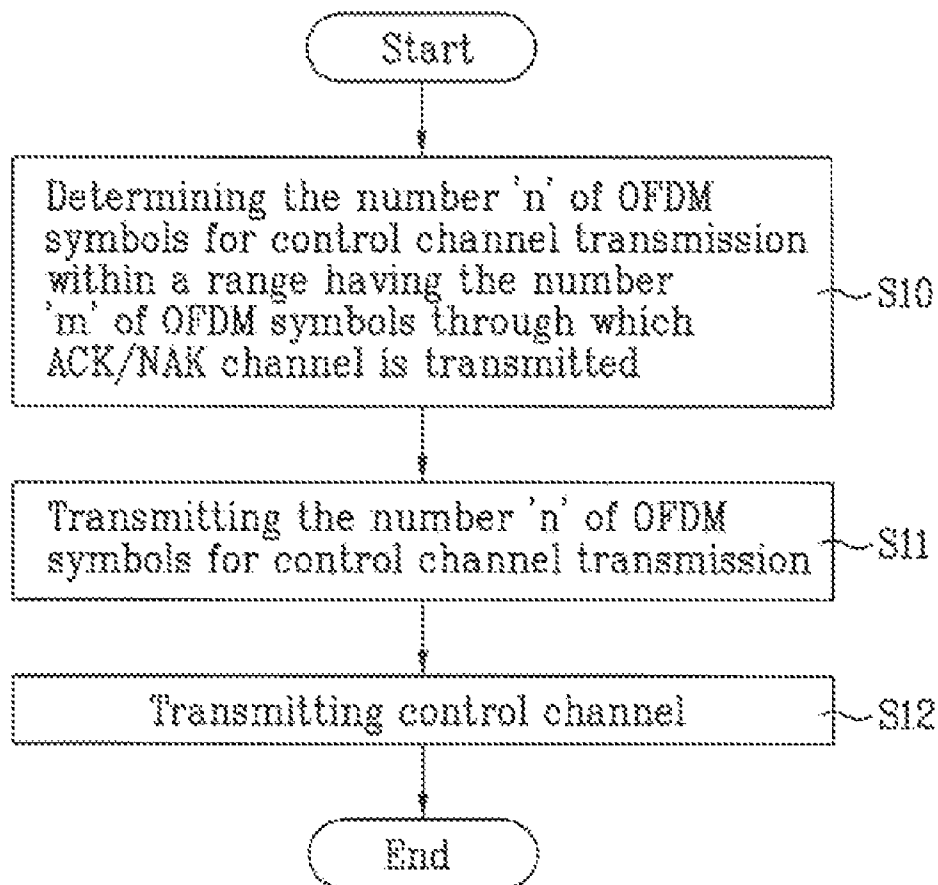 Start
Determining the number 'n' of OFDM
symbols for control channel transmission
within a range having the number
'm' of OFDM symbols through which
ACK/NAK channel is transmitted
S10
Transmitting the number 'n' of OFDM
symbols for control channel transmission
S11
Transmitting control channel
S12
End